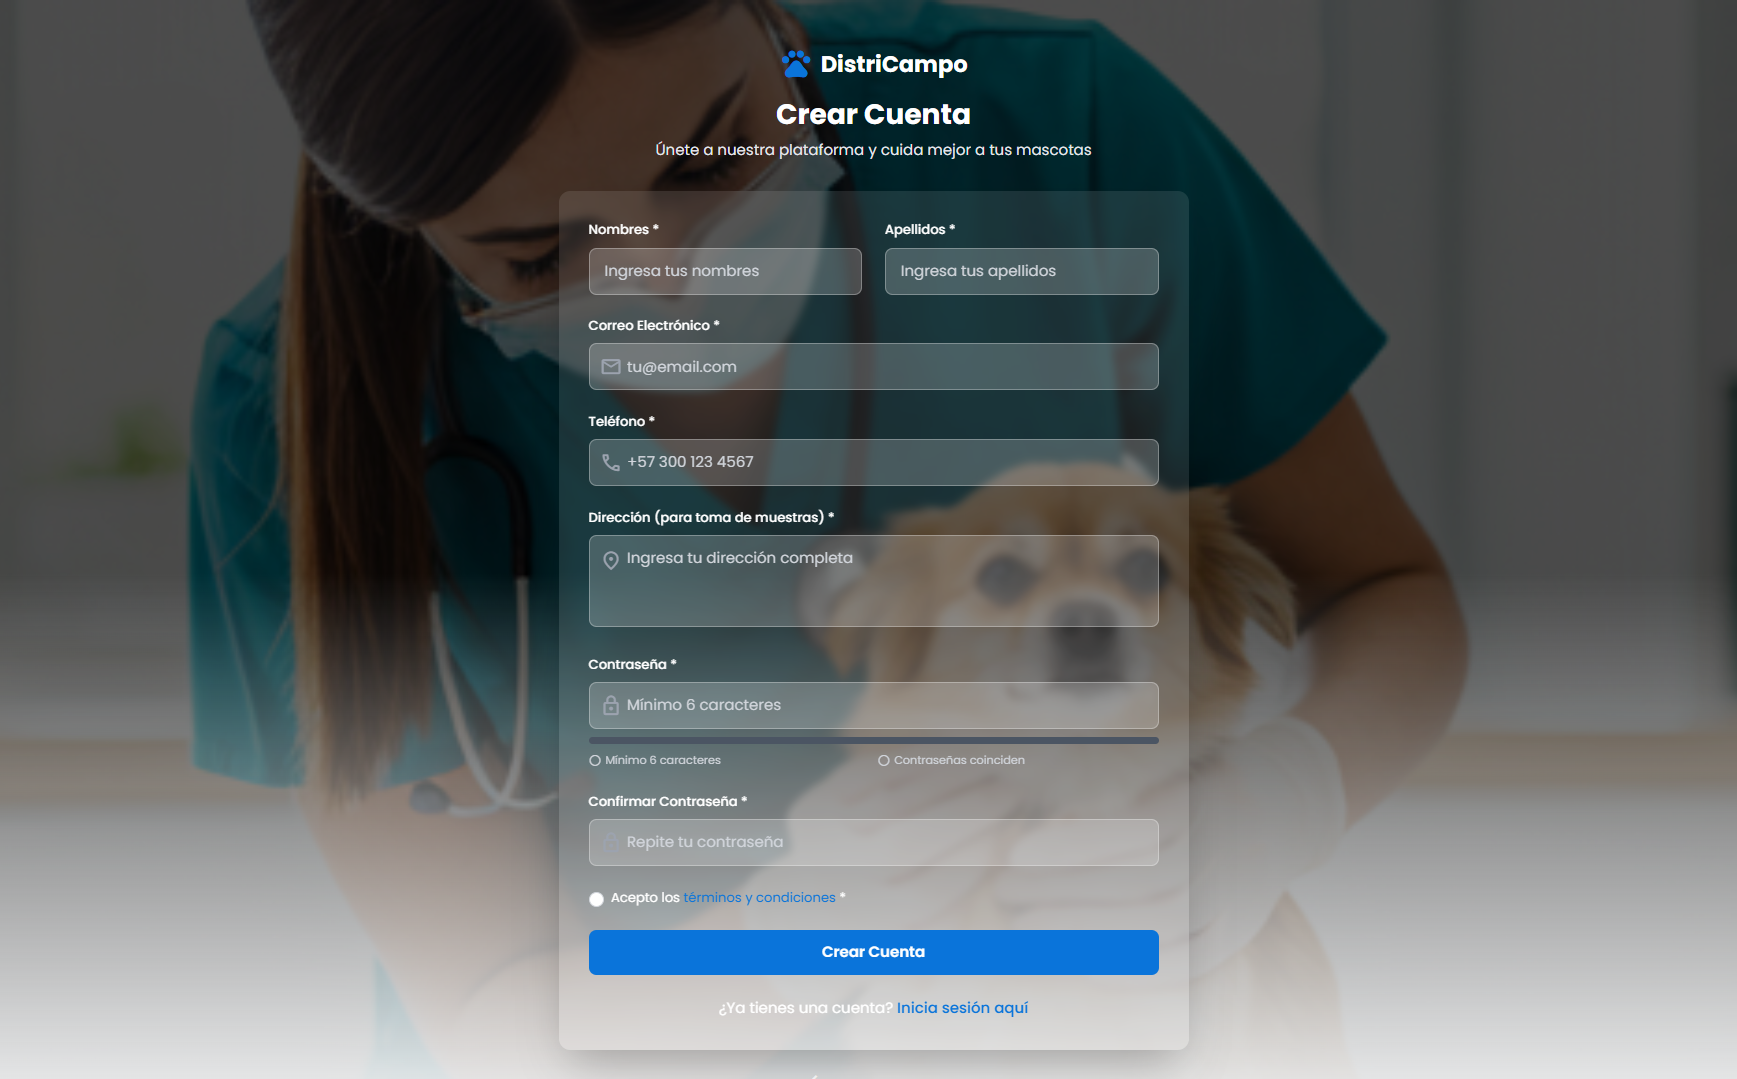 DistriCampo
Crear Cuenta
Únete a nuestra plataforma y cuida mejor a tus mascotas
Nombres * Apellidos *
Ingresa tus nombres Ingresa tus apellidos
Correo Electrónico *
tu@email.com
Teléfono *
+57 300 123 4567
Dirección (para toma de muestras) *
Ingresa tu dirección completa
Contraseña *
Mínimo 6 caracteres
Mínimo 6 caracteres Contraseñas coinciden
Confirmar Contraseña *
Repite tu contraseña
Acepto los términos y condiciones *
Crear Cuenta
¿Ya tienes una cuenta? Inicia sesión aquí